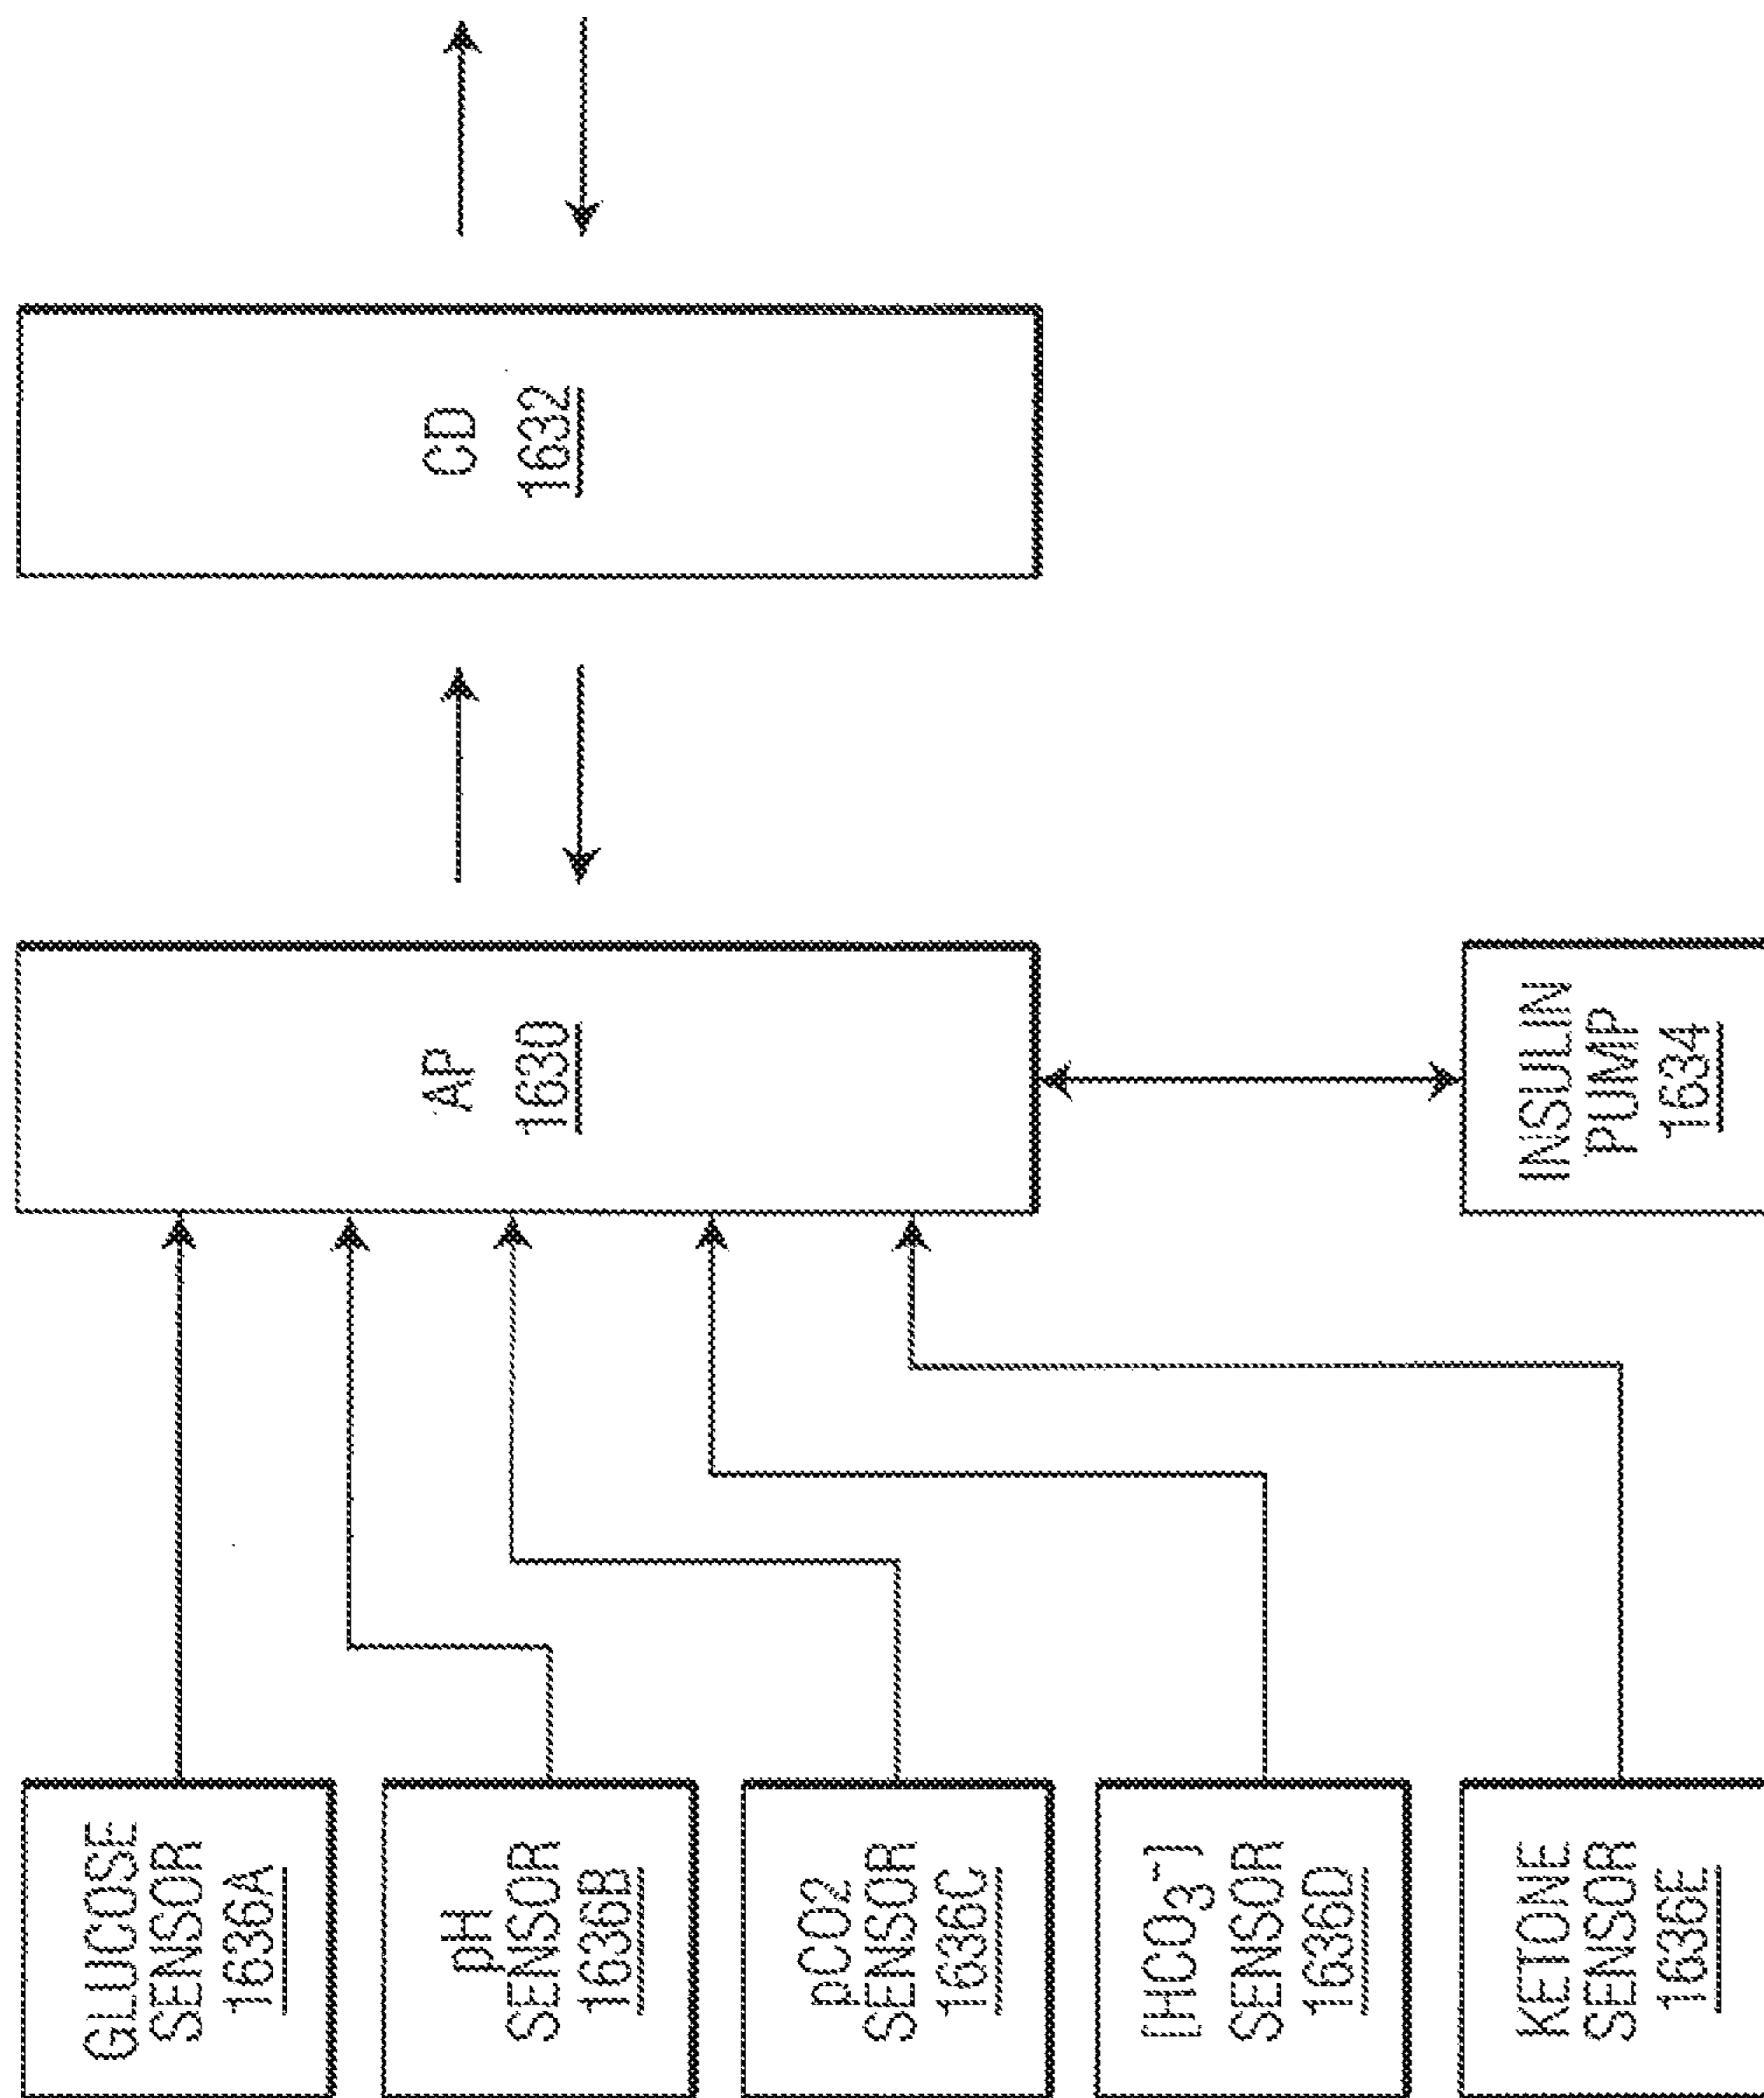 GLUCOSE
SENSOR
1636A
pH
SENSOR
1636B
pCO2
SENSOR
1636C
[HCO₃⁻]
SENSOR
1636D
KETONE
SENSOR
1636E
AP
1630
INSULIN
PUMP
1634
CD
1632